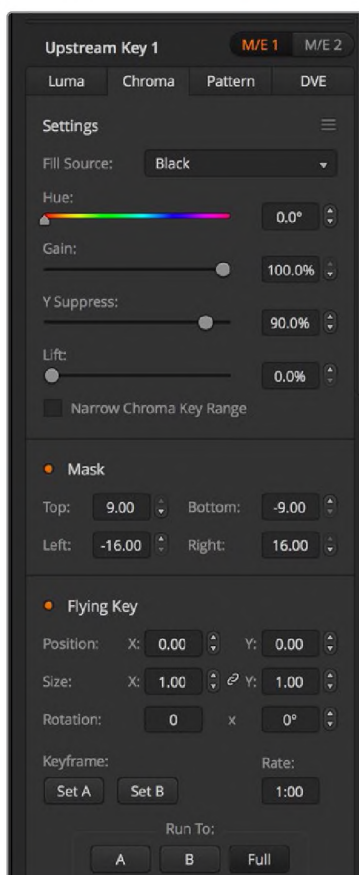 Upstream Key 1 M/E 1 M/E 2
Luma Chroma Pattern DVE
Settings
Fill Source: Black
Hue:
0.0°
Gain:
100.0%
Y Suppress:
90.0%
Lift:
0.0%
Narrow Chroma Key Range
Mask
Top: 9.00 Bottom: -9.00
Left: -16.00 Right: 16.00
Flying Key
Position: X: 0.00 Y: 0.00
Size: X: 1.00 Y: 1.00
Rotation: 0 x 0°
Keyframe: Rate:
Set A Set B 1:00
Run To:
A B Full